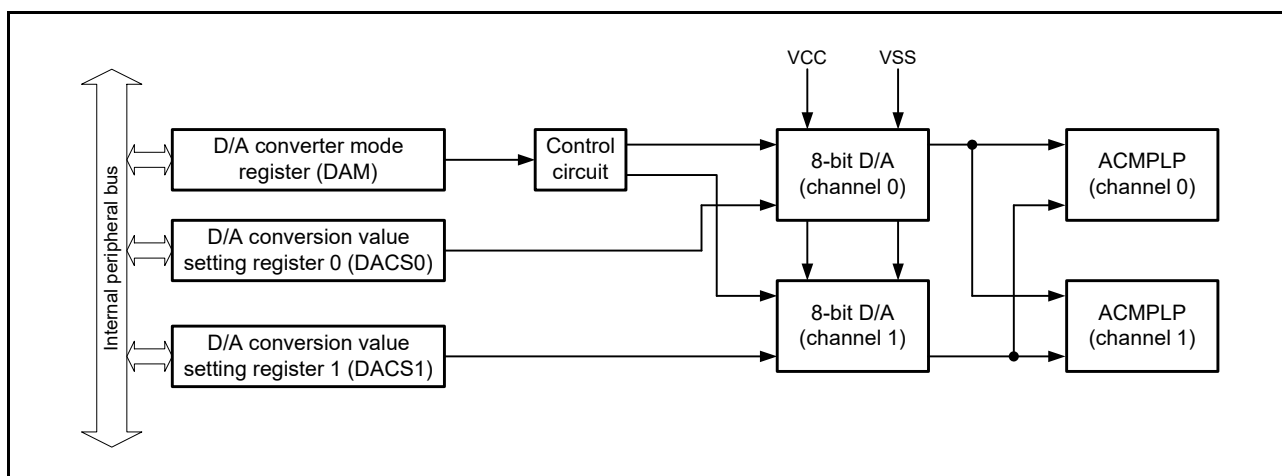 VCC
VSS
Internal peripheral bus
D/A converter mode
register (DAM)
Control
circuit
8-bit D/A
(channel 0)
ACMPLP
(channel 0)
D/A conversion value
setting register 0 (DACS0)
8-bit D/A
(channel 1)
ACMPLP
(channel 1)
D/A conversion value
setting register 1 (DACS1)